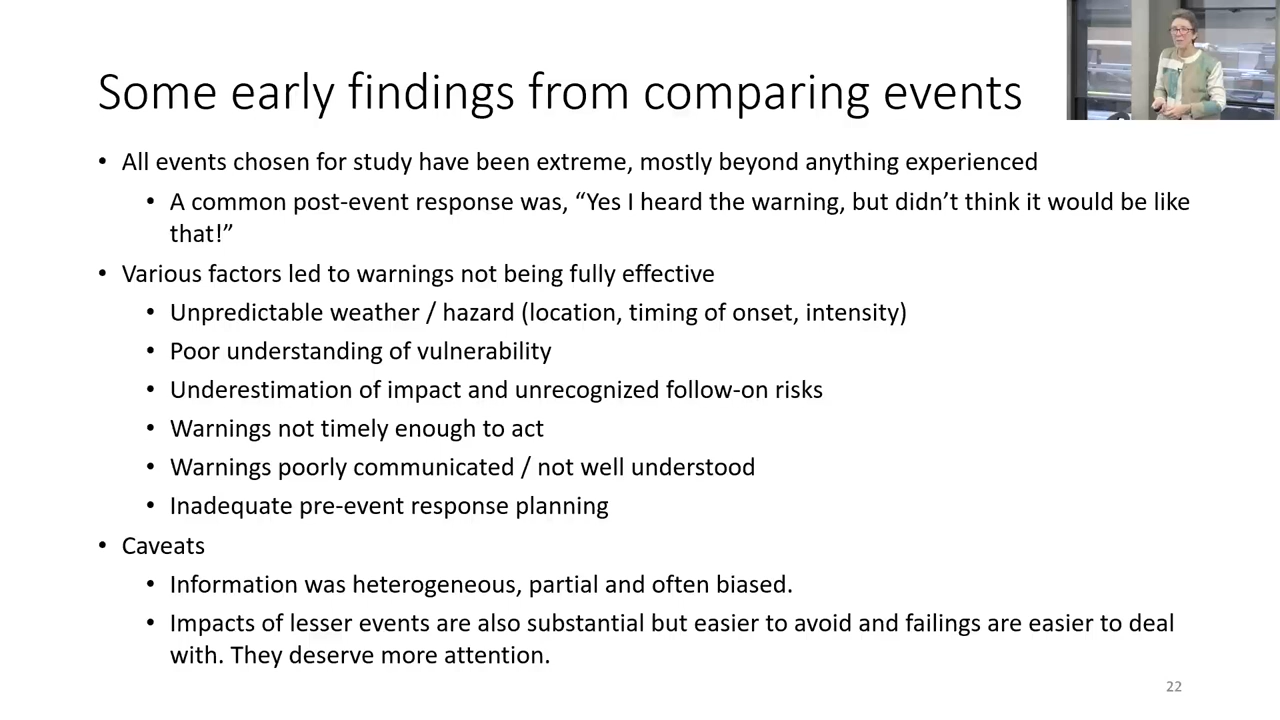 Some early findings from comparing events
• All events chosen for study have been extreme, mostly beyond anything experienced
• A common post-event response was, “Yes I heard the warning, but didn’t think it would be like
that!”
• Various factors led to warnings not being fully effective
• Unpredictable weather / hazard (location, timing of onset, intensity)
• Poor understanding of vulnerability
• Underestimation of impact and unrecognized follow-on risks
• Warnings not timely enough to act
• Warnings poorly communicated / not well understood
• Inadequate pre-event response planning
• Caveats
• Information was heterogeneous, partial and often biased.
• Impacts of lesser events are also substantial but easier to avoid and failings are easier to deal
with. They deserve more attention.
22